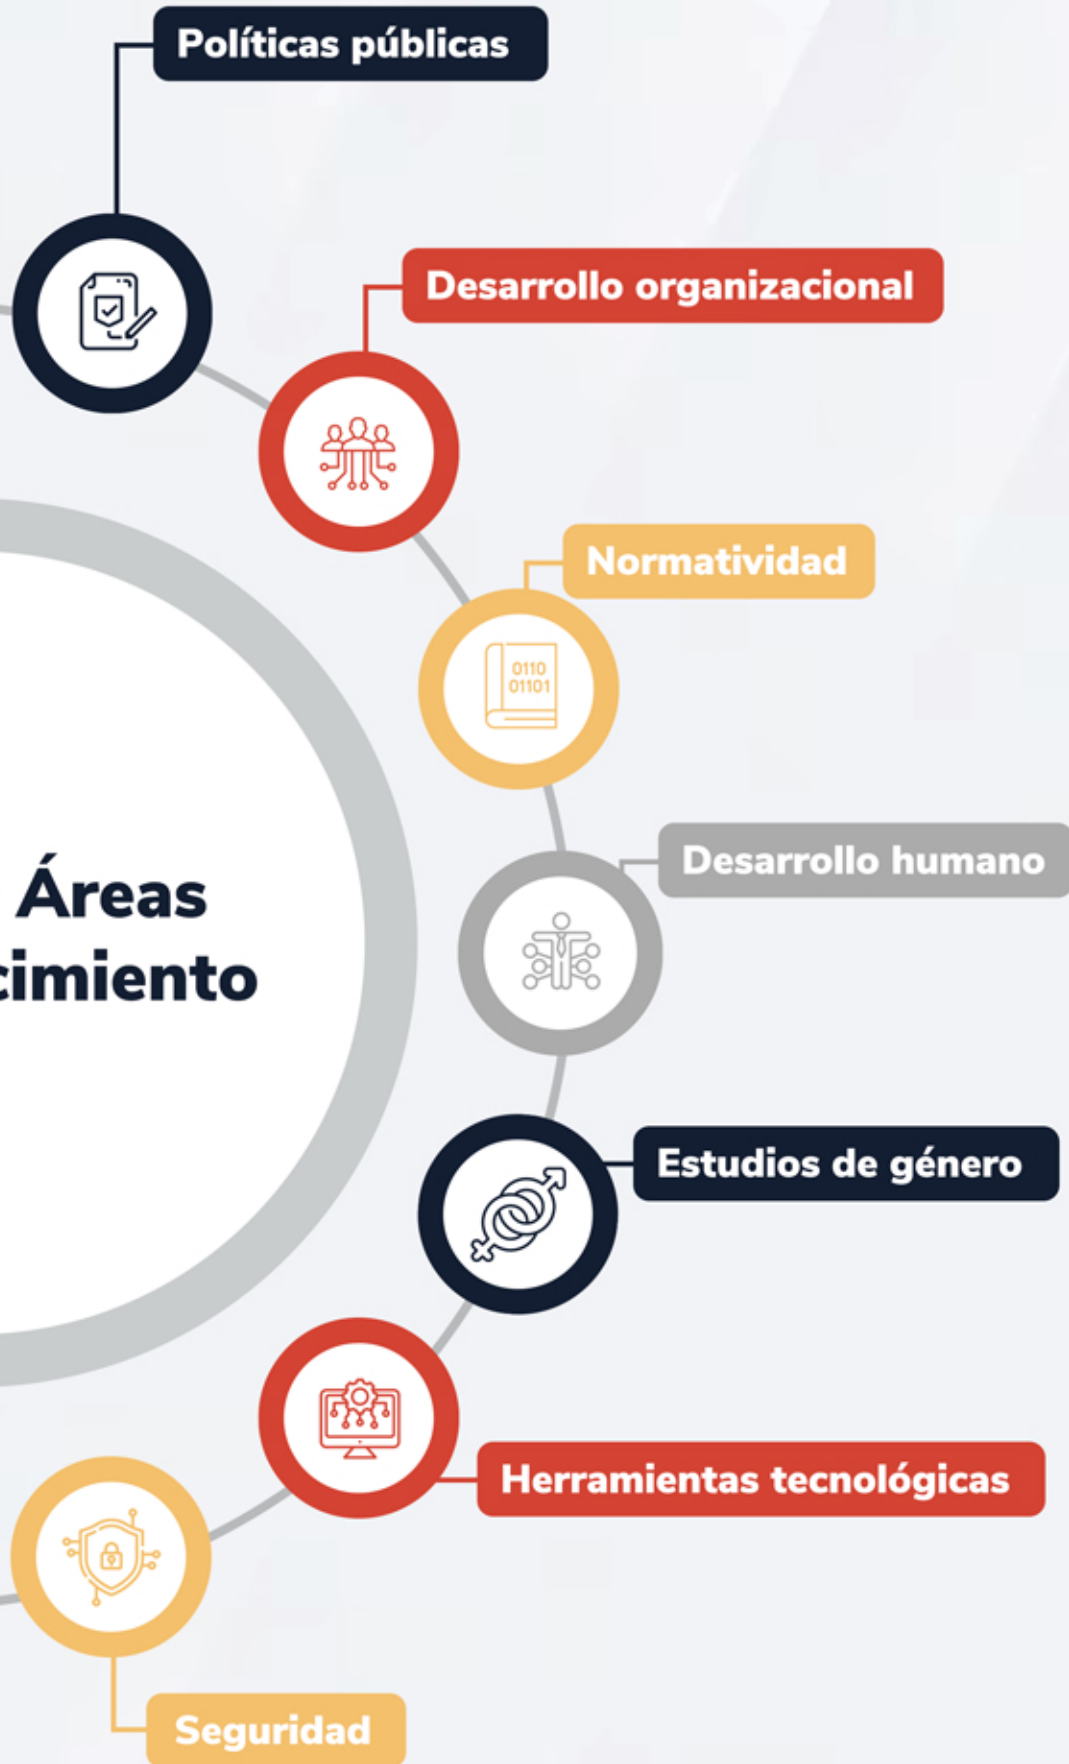 Políticas públicas
Desarrollo organizacional
Normatividad
0110
01101
Desarrollo humano
Áreas
cimiento
Estudios de género
Herramientas tecnológicas
Seguridad